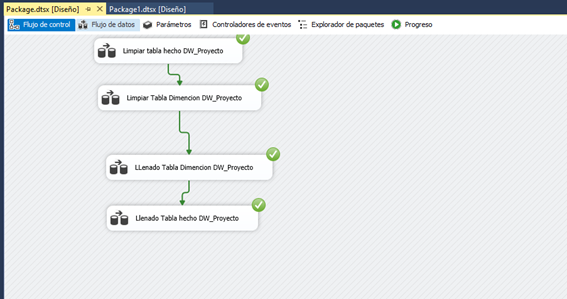 Package.dtsx [Diseño] Package1.dtsx [Diseño]
Flujo de control Flujo de datos Parámetros Controladores de eventos Explorador de paquetes Progreso
Limpiar tabla hecho DW_Proyecto
Limpiar Tabla Dimencion DW_Proyecto
LLenado Tabla Dimencion DW_Proyecto
Llenado Tabla hecho DW_Proyecto